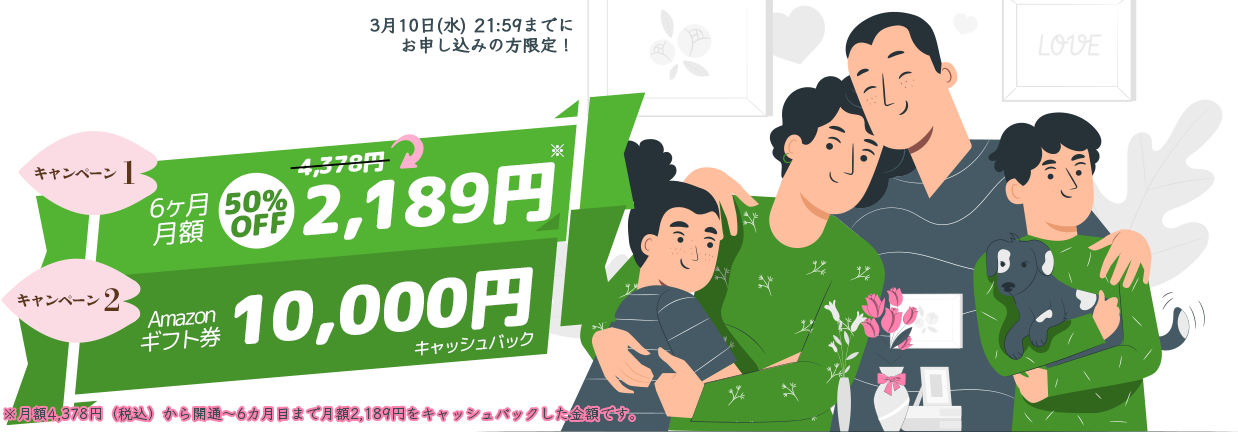 3月10日(水) 21:59までに
お申し込みの方限定！
LOVE
キャンペーン 1
4,378円
6ヶ月
月額
50%
OFF
2,189円
※
キャンペーン 2
Amazon
ギフト券
10,000円
キャッシュバック
※月額4,378円（税込）から開通～6カ月目まで月額2,189円をキャッシュバックした金額です。